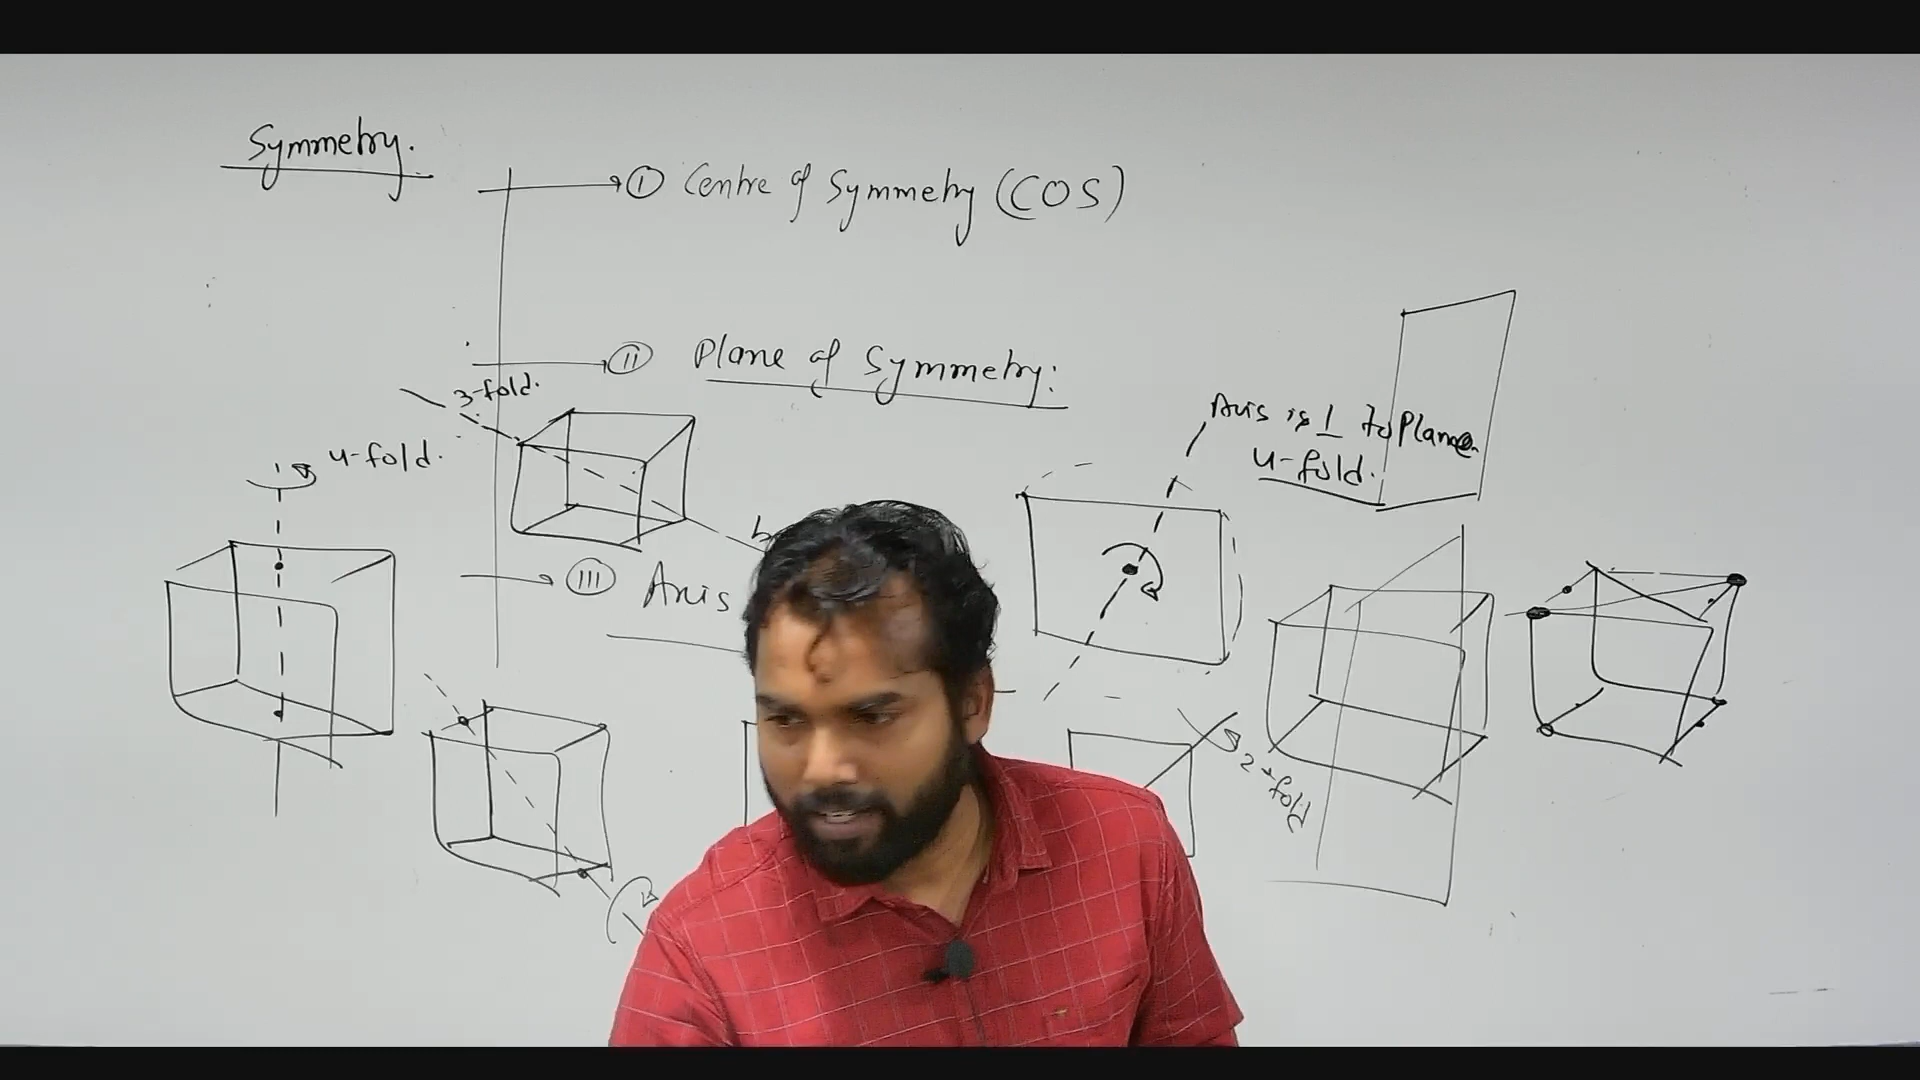 Symmetry.
① Centre of Symmetry (COS)
② Plane of Symmetry:
3-fold.
4-fold.
Axis is ⊥ to Plane
4-fold.
③ Axis
2-fold